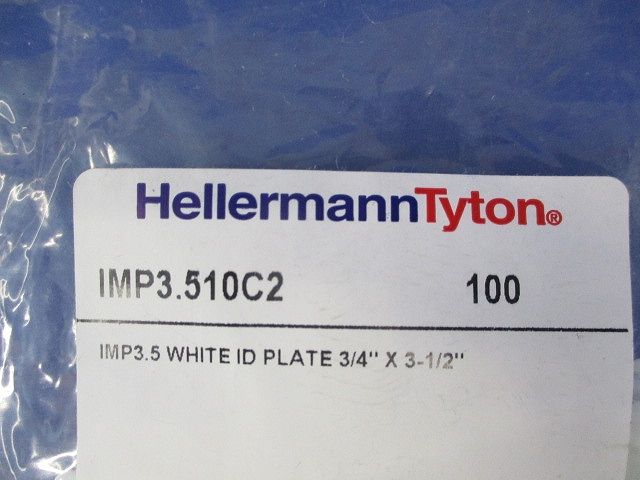 HellermannTyton®
IMP3.510C2 100
IMP3.5 WHITE ID PLATE 3/4" X 3-1/2"